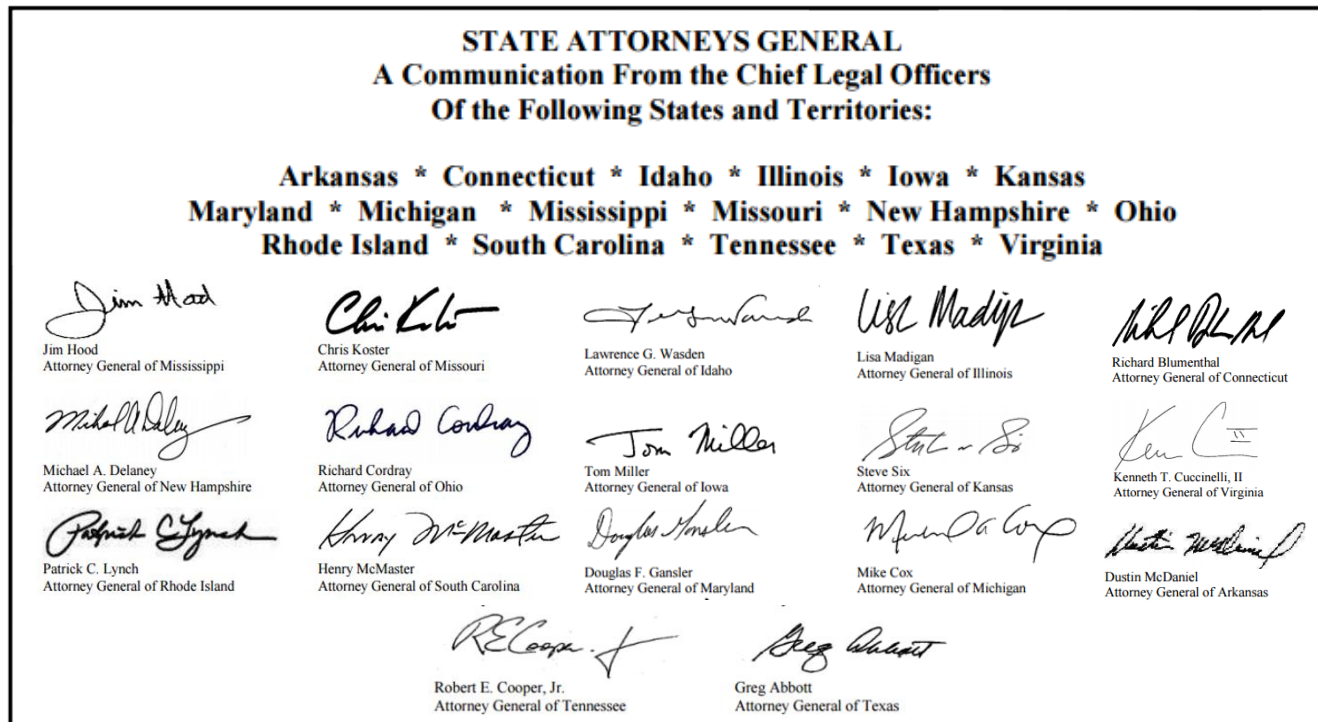 STATE ATTORNEYS GENERAL
A Communication From the Chief Legal Officers
Of the Following States and Territories:
Arkansas * Connecticut * Idaho * Illinois * Iowa * Kansas
Maryland * Michigan * Mississippi * Missouri * New Hampshire * Ohio
Rhode Island * South Carolina * Tennessee * Texas * Virginia
Jim Hood
Jim Hood
Attorney General of Mississippi
Chris Koster
Attorney General of Missouri
Lawrence G. Wasden
Attorney General of Idaho
Lisa Madigan
Lisa Madigan
Attorney General of Illinois
Richard Blumenthal
Attorney General of Connecticut
Michael A. Delaney
Attorney General of New Hampshire
Richard Cordray
Richard Cordray
Attorney General of Ohio
Tom Miller
Tom Miller
Attorney General of Iowa
Steve Six
Attorney General of Kansas
Kenneth T. Cuccinelli, II
Attorney General of Virginia
Patrick C Lynch
Patrick C. Lynch
Attorney General of Rhode Island
Henry McMaster
Henry McMaster
Attorney General of South Carolina
Douglas F. Gansler
Attorney General of Maryland
Mike Cox
Attorney General of Michigan
Dustin McDaniel
Attorney General of Arkansas
RECooper Jr
Robert E. Cooper, Jr.
Attorney General of Tennessee
Greg Abbott
Greg Abbott
Attorney General of Texas